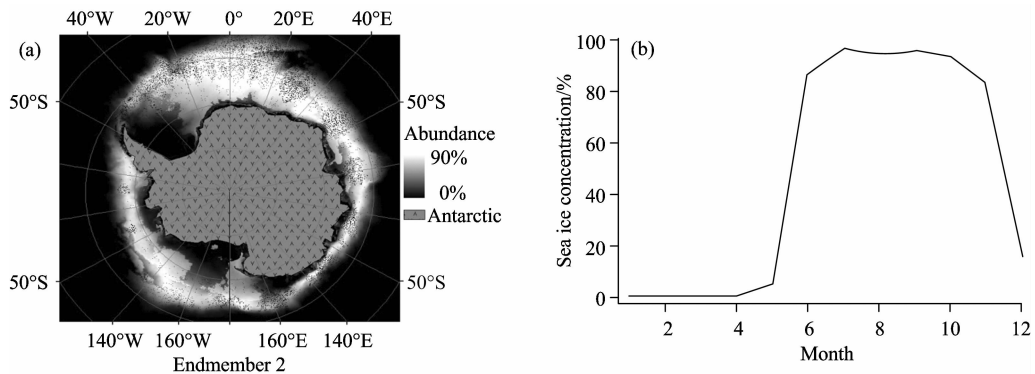 40°W 20°W 0° 20°E 40°E
(a)
50°S 50°S
Abundance
90%
0%
Antarctic
50°S 50°S
140°W 160°W 160°E 140°E
Endmember 2
(b)
Sea ice concentration/%
100
80
60
40
20
0
2 4 6 8 10 12
Month